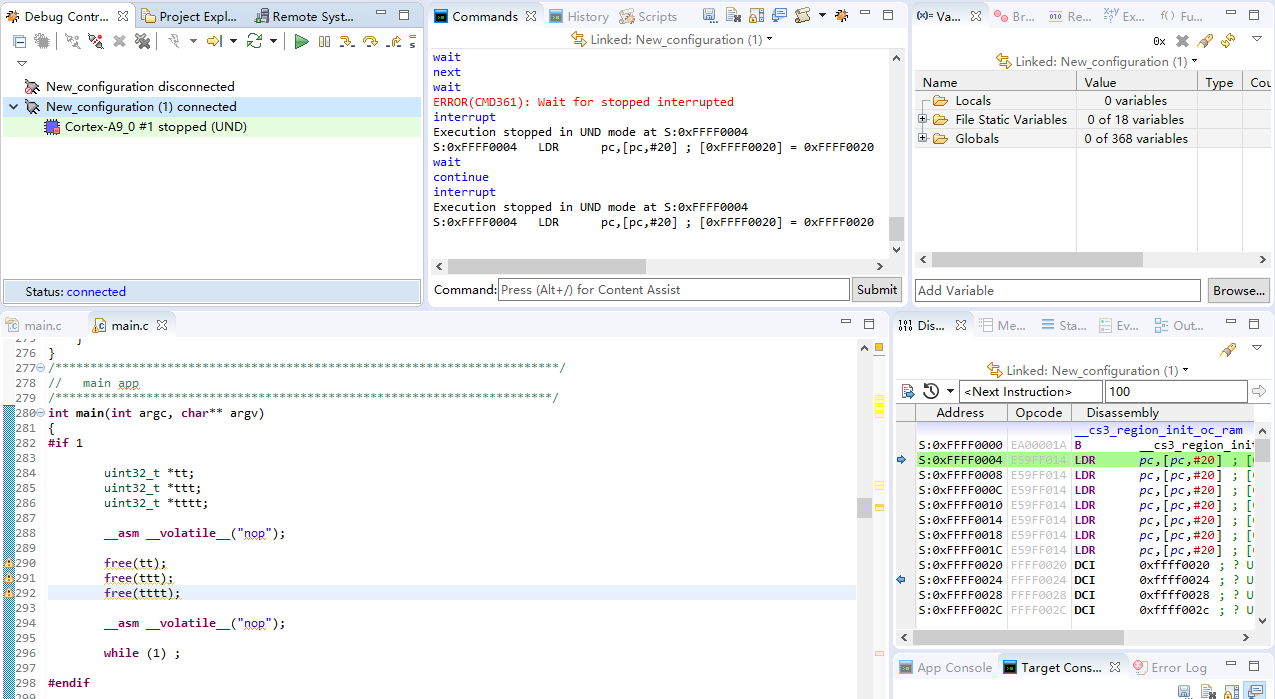 Debug Contr...
Project Expl...
Remote Syst...
New_configuration disconnected
New_configuration (1) connected
Cortex-A9_0 #1 stopped (UND)
Status: connected
Commands
History
Scripts
Linked: New_configuration (1)
wait
next
wait
ERROR(CMD361): Wait for stopped interrupted
interrupt
Execution stopped in UND mode at S:0xFFFF0004
S:0xFFFF0004 LDR pc,[pc,#20] ; [0xFFFF0020] = 0xFFFF0020
wait
continue
interrupt
Execution stopped in UND mode at S:0xFFFF0004
S:0xFFFF0004 LDR pc,[pc,#20] ; [0xFFFF0020] = 0xFFFF0020
Command: Press (Alt+/) for Content Assist Submit
(x)= Va...
Br...
Re...
Ex...
Fu...
0x
Linked: New_configuration (1)
Name Value Type Cou
Locals 0 variables
File Static Variables 0 of 18 variables
Globals 0 of 368 variables
Add Variable Browse...
main.c
main.c
275 }
276 }
277 /************************************************************************/
278 // main app
279 /***********************************************************************/
280 int main(int argc, char** argv)
281 {
282 #if 1
283
284 uint32_t *tt;
285 uint32_t *ttt;
286 uint32_t *tttt;
287
288 __asm __volatile__("nop");
289
290 free(tt);
291 free(ttt);
292 free(tttt);
293
294 __asm __volatile__("nop");
295
296 while (1) ;
297
298 #endif
299
Dis...
Me...
Sta...
Ev...
Out...
Linked: New_configuration (1)
<Next Instruction> 100
Address Opcode Disassembly
__cs3_region_init_oc_ram
S:0xFFFF0000 EA00001A B __cs3_region_init
S:0xFFFF0004 E59FF014 LDR pc,[pc,#20] ; [
S:0xFFFF0008 E59FF014 LDR pc,[pc,#20] ; [
S:0xFFFF000C E59FF014 LDR pc,[pc,#20] ; [
S:0xFFFF0010 E59FF014 LDR pc,[pc,#20] ; [
S:0xFFFF0014 E59FF014 LDR pc,[pc,#20] ; [
S:0xFFFF0018 E59FF014 LDR pc,[pc,#20] ; [
S:0xFFFF001C E59FF014 LDR pc,[pc,#20] ; [
S:0xFFFF0020 FFFF0020 DCI 0xffff0020 ; ? U
S:0xFFFF0024 FFFF0024 DCI 0xffff0024 ; ? U
S:0xFFFF0028 FFFF0028 DCI 0xffff0028 ; ? U
S:0xFFFF002C FFFF002C DCI 0xffff002c ; ? U
App Console
Target Cons...
Error Log